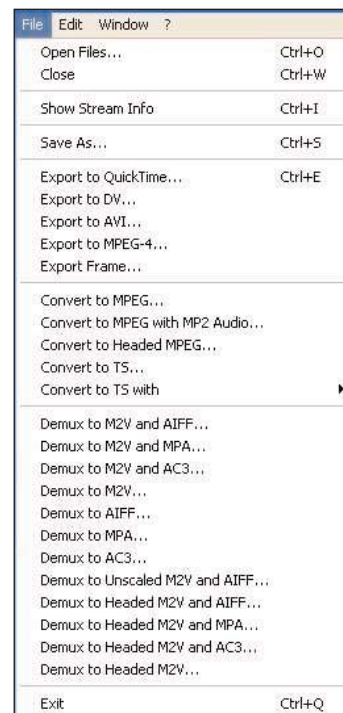 File Edit Window ?
Open Files... Ctrl+O
Close Ctrl+W
Show Stream Info Ctrl+I
Save As... Ctrl+S
Export to QuickTime... Ctrl+E
Export to DV...
Export to AVI...
Export to MPEG-4...
Export Frame...
Convert to MPEG...
Convert to MPEG with MP2 Audio...
Convert to Headed MPEG...
Convert to TS...
Convert to TS with
Demux to M2V and AIFF...
Demux to M2V and MPA...
Demux to M2V and AC3...
Demux to M2V...
Demux to AIFF...
Demux to MPA...
Demux to AC3...
Demux to Unscaled M2V and AIFF...
Demux to Headed M2V and AIFF...
Demux to Headed M2V and MPA...
Demux to Headed M2V and AC3...
Demux to Headed M2V...
Exit Ctrl+Q